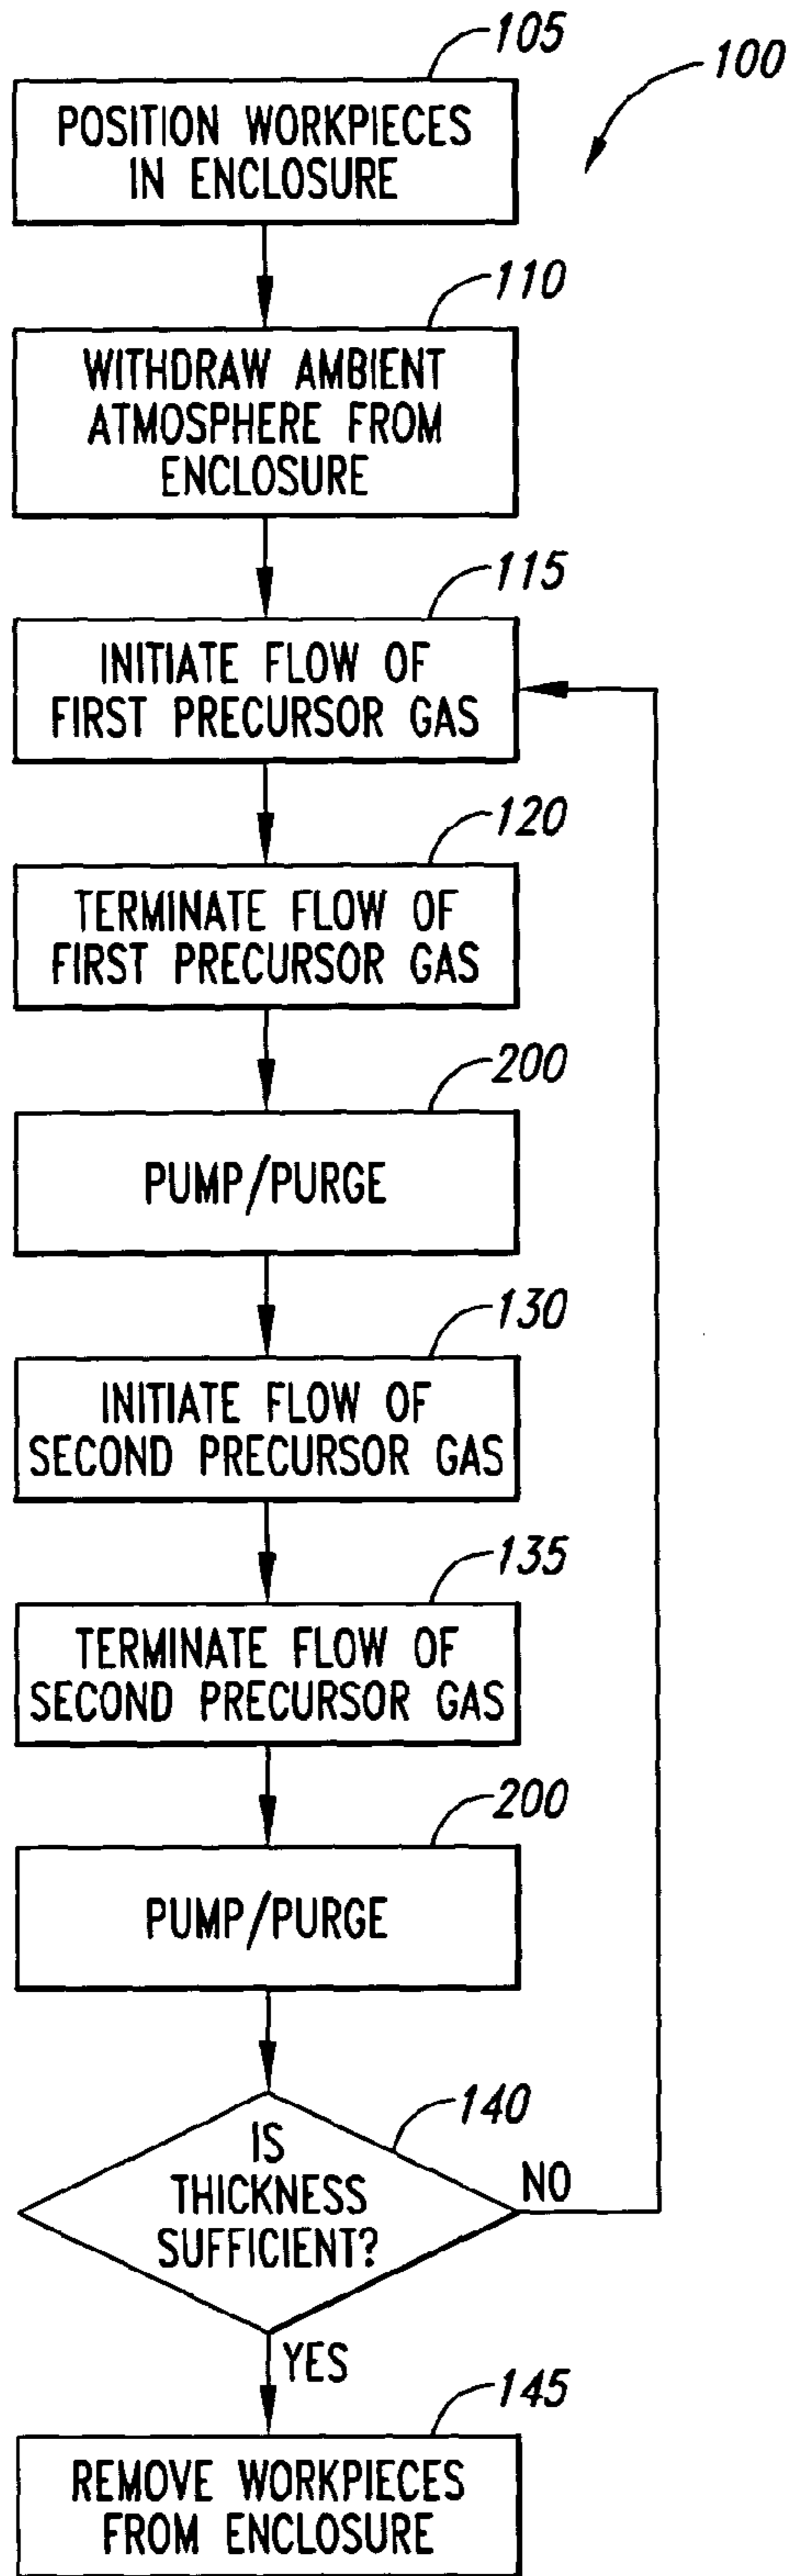 105
100
POSITION WORKPIECES
IN ENCLOSURE
110
WITHDRAW AMBIENT
ATMOSPHERE FROM
ENCLOSURE
115
INITIATE FLOW OF
FIRST PRECURSOR GAS
120
TERMINATE FLOW OF
FIRST PRECURSOR GAS
200
PUMP/PURGE
130
INITIATE FLOW OF
SECOND PRECURSOR GAS
135
TERMINATE FLOW OF
SECOND PRECURSOR GAS
200
PUMP/PURGE
140
IS
THICKNESS
SUFFICIENT?
NO
YES
145
REMOVE WORKPIECES
FROM ENCLOSURE